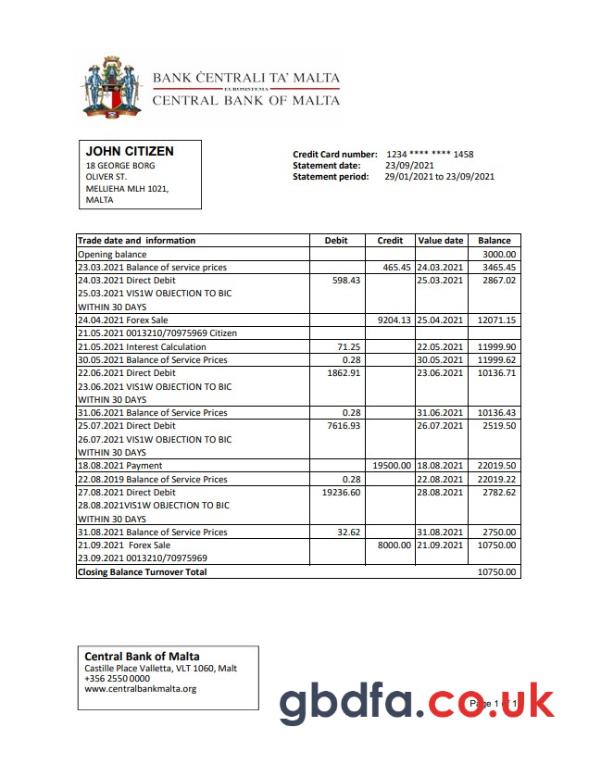 BANK ĊENTRALI TA' MALTA
EUROSISTEMA
CENTRAL BANK OF MALTA
JOHN CITIZEN
18 GEORGE BORG
OLIVER ST.
MELLIEHA MLH 1021,
MALTA
Credit Card number: 1234 **** **** 1458
Statement date: 23/09/2021
Statement period: 29/01/2021 to 23/09/2021
Trade date and information Debit Credit Value date Balance
Opening balance 3000.00
23.03.2021 Balance of service prices 465.45 24.03.2021 3465.45
24.03.2021 Direct Debit 598.43 25.03.2021 2867.02
25.03.2021 VIS1W OBJECTION TO BIC
WITHIN 30 DAYS
24.04.2021 Forex Sale 9204.13 25.04.2021 12071.15
21.05.2021 0013210/70975969 Citizen
21.05.2021 Interest Calculation 71.25 22.05.2021 11999.90
30.05.2021 Balance of Service Prices 0.28 30.05.2021 11999.62
22.06.2021 Direct Debit 1862.91 23.06.2021 10136.71
23.06.2021 VIS1W OBJECTION TO BIC
WITHIN 30 DAYS
31.06.2021 Balance of Service Prices 0.28 31.06.2021 10136.43
25.07.2021 Direct Debit 7616.93 26.07.2021 2519.50
26.07.2021 VIS1W OBJECTION TO BIC
WITHIN 30 DAYS
18.08.2021 Payment 19500.00 18.08.2021 22019.50
22.08.2019 Balance of Service Prices 0.28 22.08.2021 22019.22
27.08.2021 Direct Debit 19236.60 28.08.2021 2782.62
28.08.2021VIS1W OBJECTION TO BIC
WITHIN 30 DAYS
31.08.2021 Balance of Service Prices 32.62 31.08.2021 2750.00
21.09.2021 Forex Sale 8000.00 21.09.2021 10750.00
23.09.2021 0013210/70975969
Closing Balance Turnover Total 10750.00
Central Bank of Malta
Castille Place Valletta, VLT 1060, Malt
+356 2550 0000
www.centralbankmalta.org
gbdfa.co.uk
Page 1 of 1